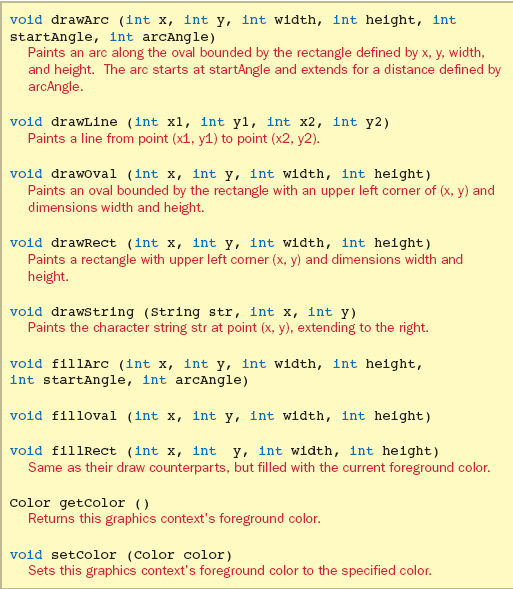 void drawArc (int x, int y, int width, int height, int
startAngle, int arcAngle)
Paints an arc along the oval bounded by the rectangle defined by x, y, width,
and height. The arc starts at startAngle and extends for a distance defined by
arcAngle.
void drawLine (int x1, int y1, int x2, int y2)
Paints a line from point (x1, y1) to point (x2, y2).
void drawOval (int x, int y, int width, int height)
Paints an oval bounded by the rectangle with an upper left corner of (x, y) and
dimensions width and height.
void drawRect (int x, int y, int width, int height)
Paints a rectangle with upper left corner (x, y) and dimensions width and
height.
void drawString (String str, int x, int y)
Paints the character string str at point (x, y), extending to the right.
void fillArc (int x, int y, int width, int height,
int startAngle, int arcAngle)
void fillOval (int x, int y, int width, int height)
void fillRect (int x, int y, int width, int height)
Same as their draw counterparts, but filled with the current foreground color.
Color getColor ()
Returns this graphics context's foreground color.
void setColor (Color color)
Sets this graphics context's foreground color to the specified color.